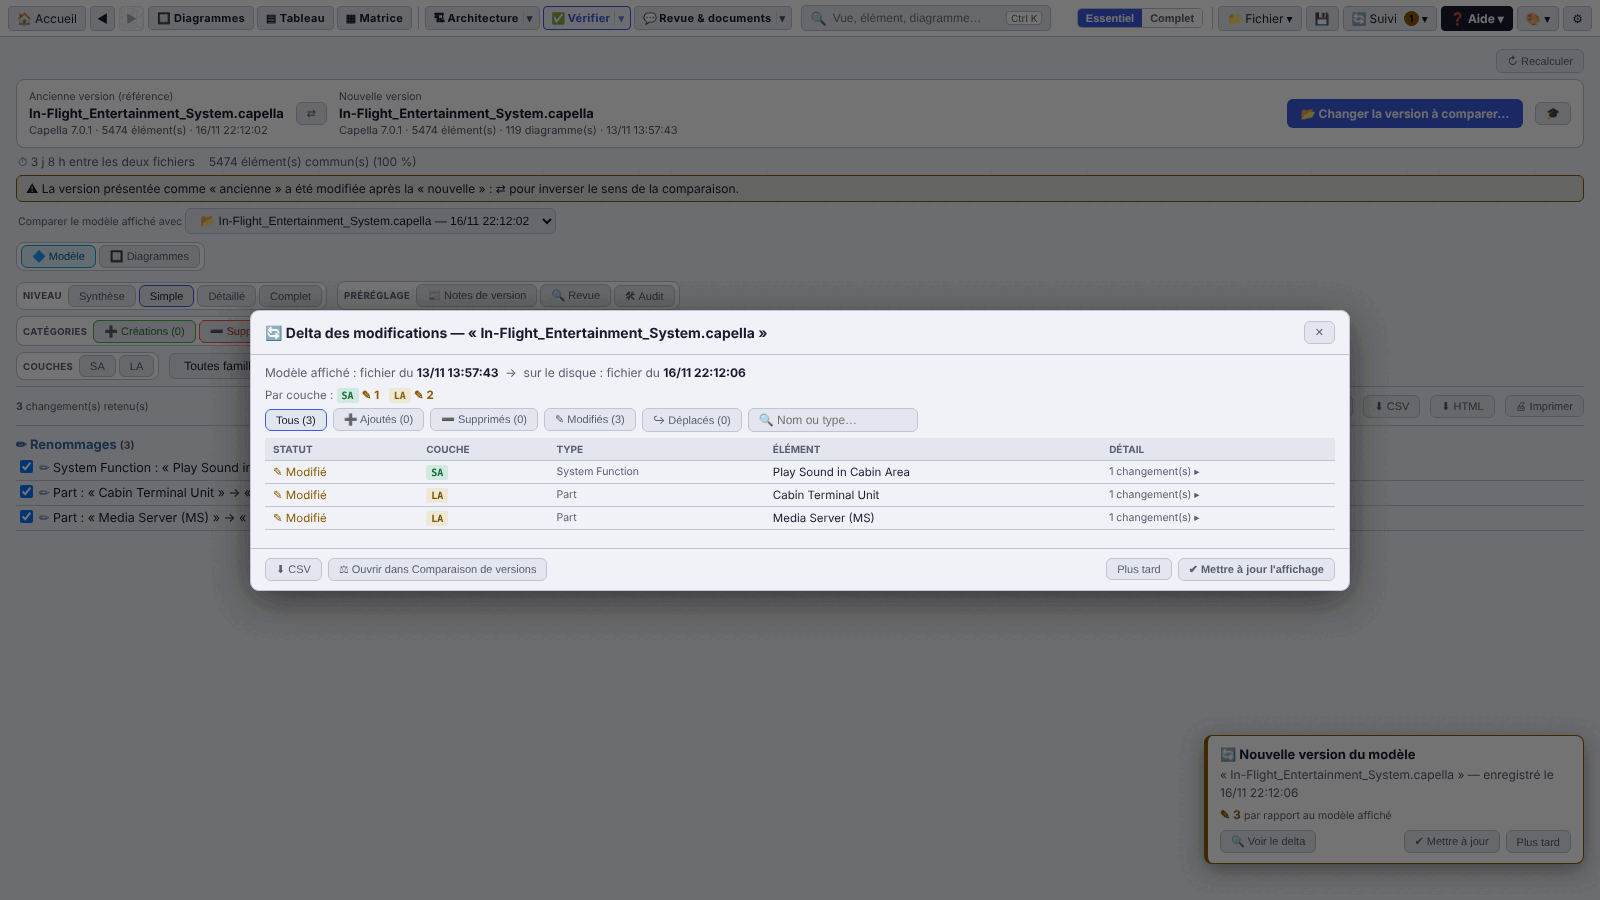 🏠 Accueil ◀ ▶ 🔲 Diagrammes ▤ Tableau ▦ Matrice 🏗 Architecture ▾ ✅ Vérifier ▾ 💬 Revue & documents ▾ 🔍 Vue, élément, diagramme… Ctrl K Essentiel Complet 📁 Fichier ▾ 💾 🔄 Suivi 1 ▾ ❓ Aide ▾ 🎨 ▾ ⚙
↻ Recalculer
Ancienne version (référence)
In-Flight_Entertainment_System.capella
Capella 7.0.1 · 5474 élément(s) · 16/11 22:12:02
⇄
Nouvelle version
In-Flight_Entertainment_System.capella
Capella 7.0.1 · 5474 élément(s) · 119 diagramme(s) · 13/11 13:57:43
📂 Changer la version à comparer… 🎓
⏱ 3 j 8 h entre les deux fichiers 5474 élément(s) commun(s) (100 %)
⚠ La version présentée comme « ancienne » a été modifiée après la « nouvelle » : ⇄ pour inverser le sens de la comparaison.
Comparer le modèle affiché avec 📂 In-Flight_Entertainment_System.capella — 16/11 22:12:02
🔷 Modèle 🔲 Diagrammes
NIVEAU Synthèse Simple Détaillé Complet PRÉRÉGLAGE 📰 Notes de version 🔍 Revue 🛠 Audit
CATÉGORIES ➕ Créations (0) ➖ Supp
COUCHES SA LA Toutes famill
3 changement(s) retenu(s) ⬇ CSV ⬇ HTML 🖨 Imprimer
✏ Renommages (3)
✏ System Function : « Play Sound in
✏ Part : « Cabin Terminal Unit » → «
✏ Part : « Media Server (MS) » → «
🔄 Delta des modifications — « In-Flight_Entertainment_System.capella » ✕
Modèle affiché : fichier du 13/11 13:57:43 → sur le disque : fichier du 16/11 22:12:06
Par couche : SA ✎ 1 LA ✎ 2
Tous (3) ➕ Ajoutés (0) ➖ Supprimés (0) ✎ Modifiés (3) ↪ Déplacés (0) 🔍 Nom ou type…
STATUT COUCHE TYPE ÉLÉMENT DÉTAIL
✎ Modifié SA System Function Play Sound in Cabin Area 1 changement(s) ▸
✎ Modifié LA Part Cabin Terminal Unit 1 changement(s) ▸
✎ Modifié LA Part Media Server (MS) 1 changement(s) ▸
⬇ CSV ⚖ Ouvrir dans Comparaison de versions Plus tard ✔ Mettre à jour l'affichage
🔄 Nouvelle version du modèle
« In-Flight_Entertainment_System.capella » — enregistré le
16/11 22:12:06
✎ 3 par rapport au modèle affiché
🔍 Voir le delta ✔ Mettre à jour Plus tard